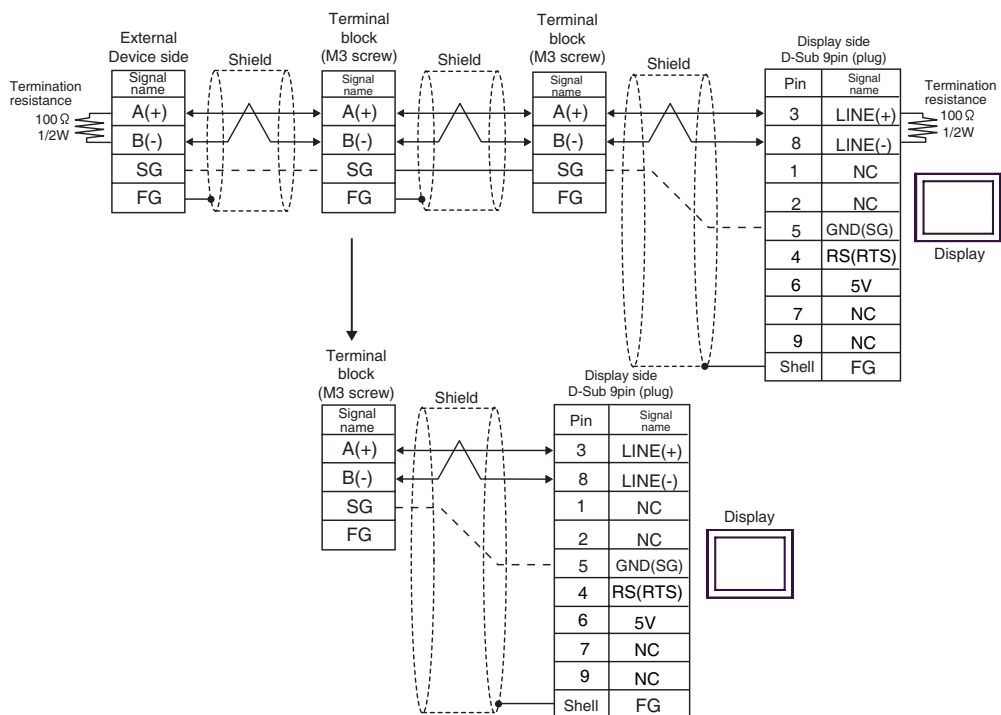 External
Device side
Signal
name
A(+)
B(-)
SG
FG
Termination
resistance
100Ω
1/2W
Shield
Terminal
block
(M3 screw)
Signal
name
A(+)
B(-)
SG
FG
Shield
Terminal
block
(M3 screw)
Signal
name
A(+)
B(-)
SG
FG
Shield
Display side
D-Sub 9pin (plug)
Pin Signal name
3 LINE(+)
8 LINE(-)
1 NC
2 NC
5 GND(SG)
4 RS(RTS)
6 5V
7 NC
9 NC
Shell FG
Termination
resistance
100Ω
1/2W
Display
Terminal
block
(M3 screw)
Signal
name
A(+)
B(-)
SG
FG
Shield
Display side
D-Sub 9pin (plug)
Pin Signal name
3 LINE(+)
8 LINE(-)
1 NC
2 NC
5 GND(SG)
4 RS(RTS)
6 5V
7 NC
9 NC
Shell FG
Display